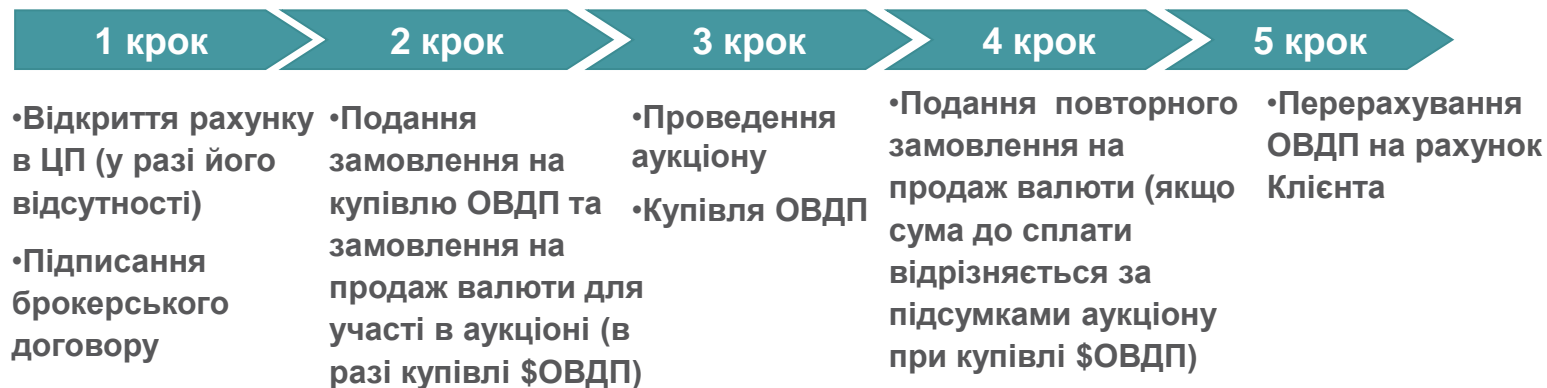 1 крок
2 крок
3 крок
4 крок
5 крок
•Відкриття рахунку
в ЦП (у разі його
відсутності)
•Підписання
брокерського
договору
•Подання
замовлення на
купівлю ОВДП та
замовлення на
продаж валюти для
участі в аукціоні (в
разі купівлі $ОВДП)
•Проведення
аукціону
•Купівля ОВДП
•Подання повторного
замовлення на
продаж валюти (якщо
сума до сплати
відрізняється за
підсумками аукціону
при купівлі $ОВДП)
•Перерахування
ОВДП на рахунок
Клієнта